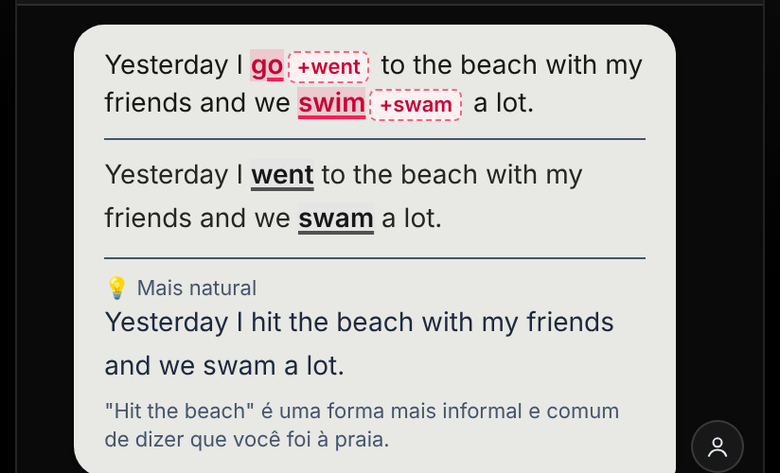 Yesterday I go +went to the beach with my
friends and we swim +swam a lot.
Yesterday I went to the beach with my
friends and we swam a lot.
💡 Mais natural
Yesterday I hit the beach with my friends
and we swam a lot.
"Hit the beach" é uma forma mais informal e comum
de dizer que você foi à praia.